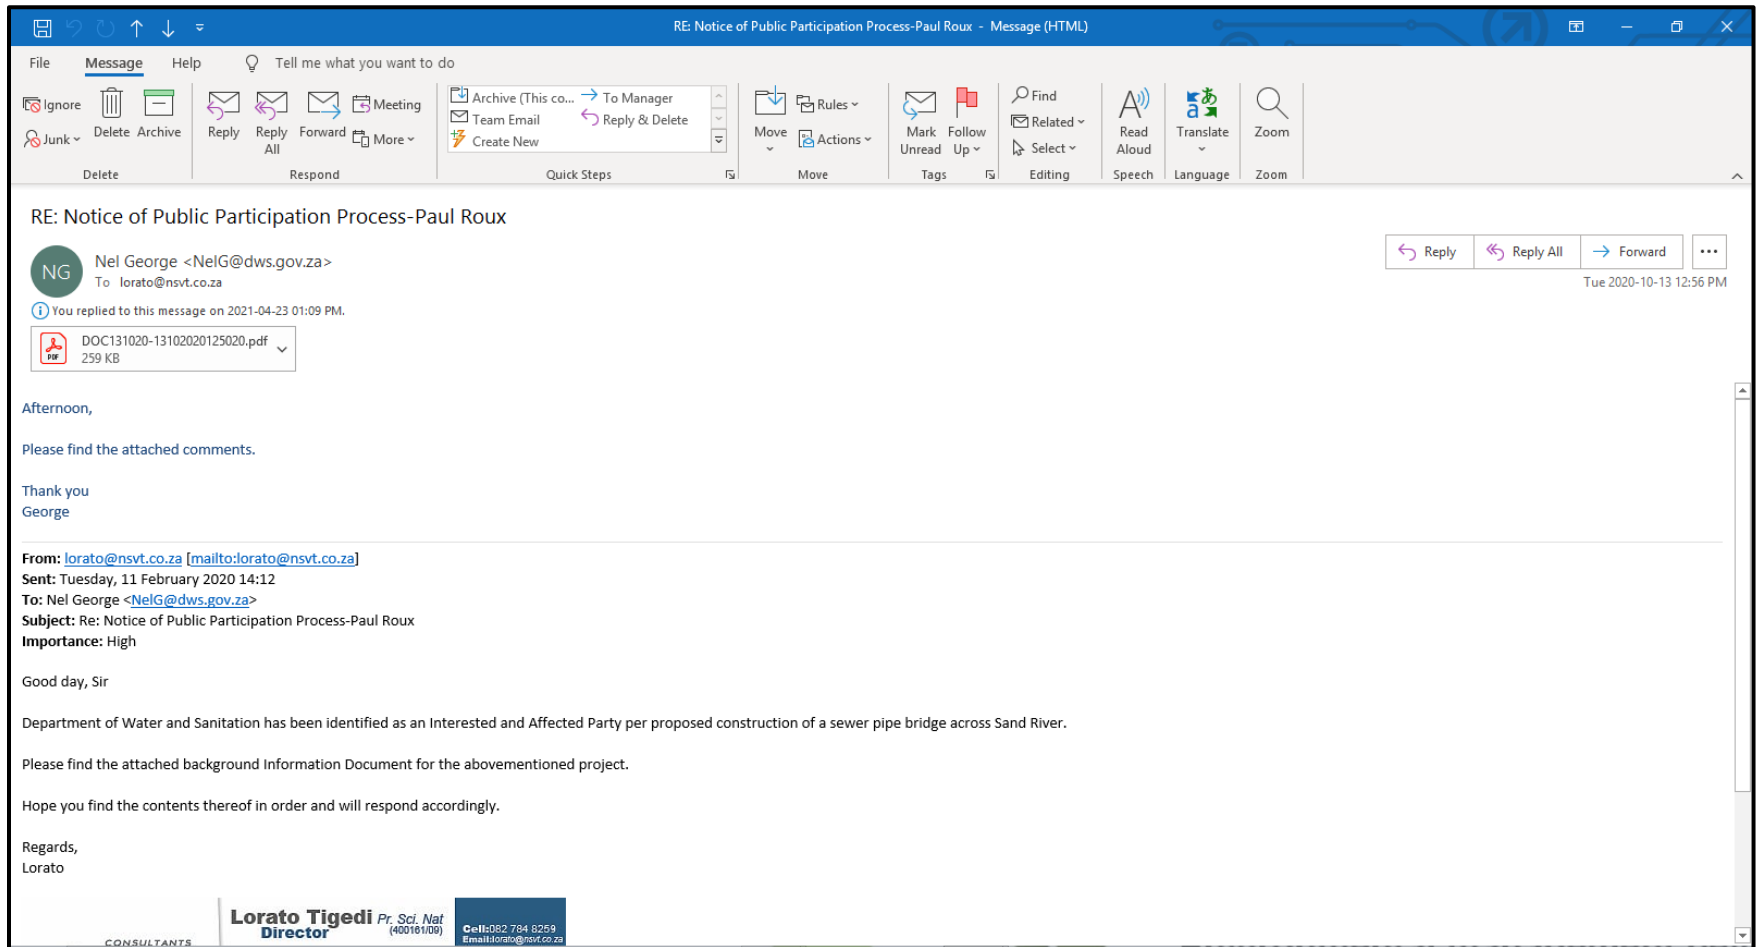 RE: Notice of Public Participation Process-Paul Roux - Message (HTML)
File Message Help Tell me what you want to do
Ignore
Junk
Delete Archive
Delete
Reply Reply All Forward
Meeting
More
Respond
Archive (This co... To Manager
Team Email Reply & Delete
Create New
Quick Steps
Move
Rules
Actions
Move
Mark Unread Follow Up
Tags
Find
Related
Select
Editing
Read Aloud
Speech
Translate
Language
Zoom
Zoom
RE: Notice of Public Participation Process-Paul Roux
NG
Nel George <NelG@dws.gov.za>
To lorato@nsvt.co.za
Reply Reply All Forward
Tue 2020-10-13 12:56 PM
You replied to this message on 2021-04-23 01:09 PM.
PDF
DOC131020-13102020125020.pdf
259 KB
Afternoon,
Please find the attached comments.
Thank you
George
From: lorato@nsvt.co.za [mailto:lorato@nsvt.co.za]
Sent: Tuesday, 11 February 2020 14:12
To: Nel George <NelG@dws.gov.za>
Subject: Re: Notice of Public Participation Process-Paul Roux
Importance: High
Good day, Sir
Department of Water and Sanitation has been identified as an Interested and Affected Party per proposed construction of a sewer pipe bridge across Sand River.
Please find the attached background Information Document for the abovementioned project.
Hope you find the contents thereof in order and will respond accordingly.
Regards,
Lorato
CONSULTANTS
Lorato Tigedi Pr. Sci. Nat
Director (400161/09)
Cell:082 784 8259
Email:lorato@nsvt.co.za